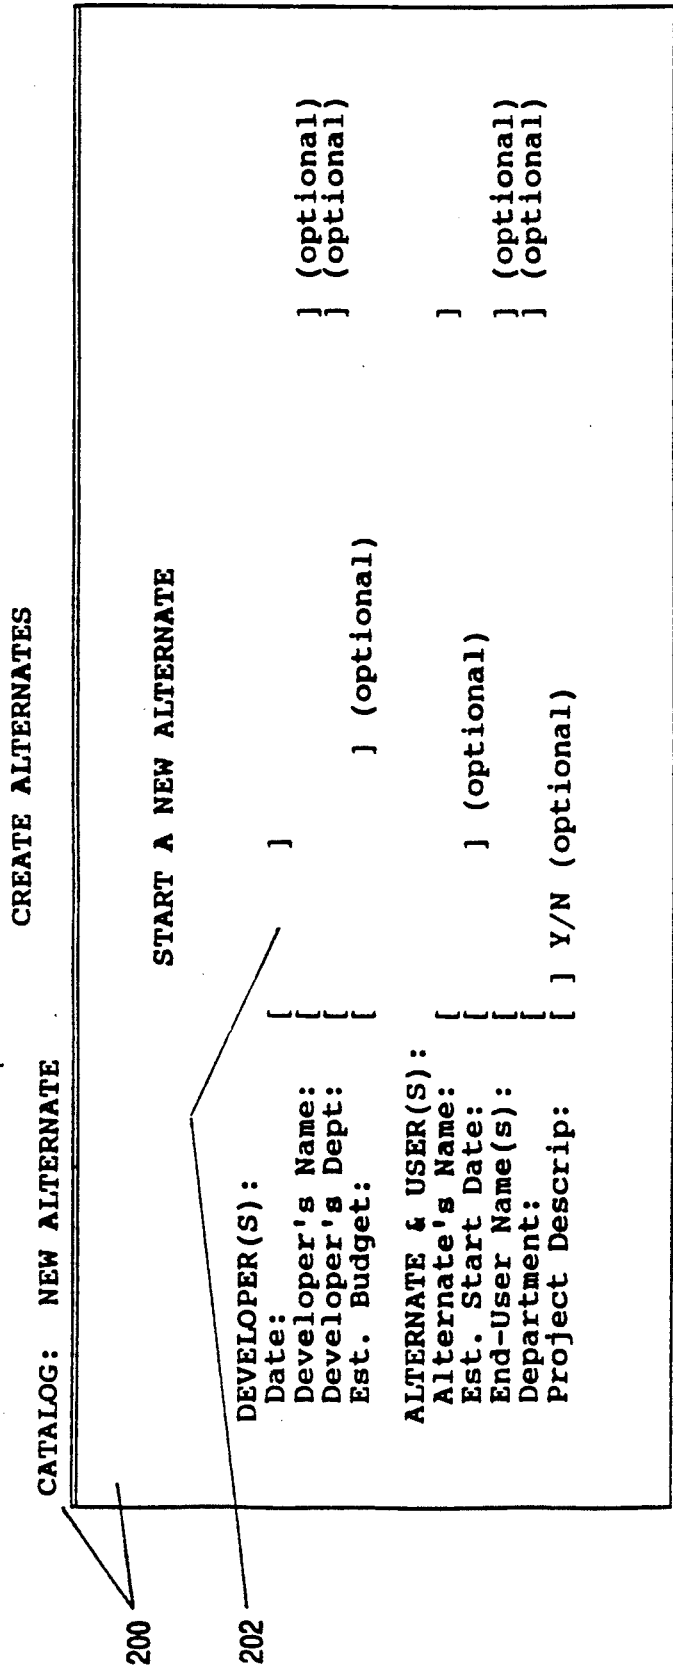 CREATE ALTERNATES
CATALOG: NEW ALTERNATE
START A NEW ALTERNATE
DEVELOPER(S):
Date: [ ]
Developer's Name: [ ] (optional)
Developer's Dept: [ ] (optional)
Est. Budget: [ ] (optional)
ALTERNATE & USER(S):
Alternate's Name: [ ]
Est. Start Date: [ ] (optional)
End-User Name(s): [ ] (optional)
Department: [ ] (optional)
Project Descrip: [ ] Y/N (optional)
200
202